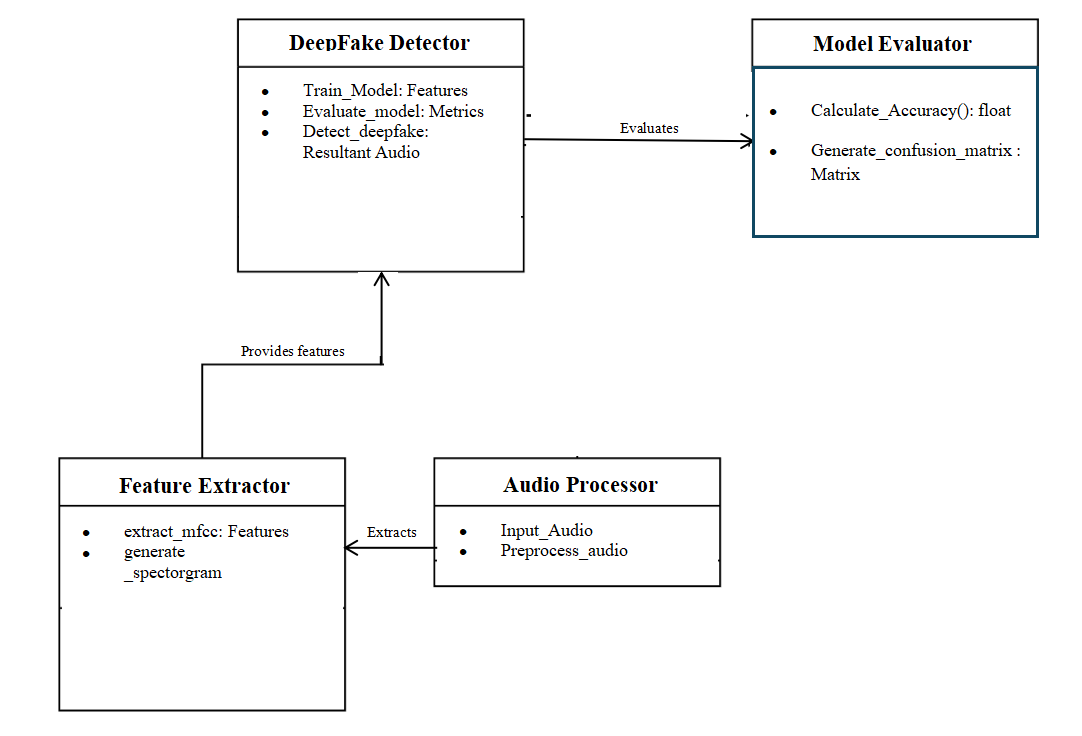 DeepFake Detector
Train_Model: Features
Evaluate_model: Metrics
Detect_deepfake:
Resultant Audio
Evaluates
Model Evaluator
Calculate_Accuracy(): float
Generate_confusion_matrix :
Matrix
Provides features
Feature Extractor
extract_mfcc: Features
generate
_spectorgram
Extracts
Audio Processor
Input_Audio
Preprocess_audio